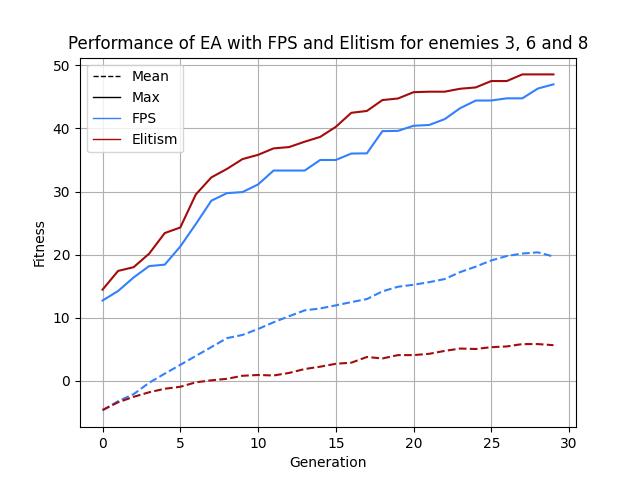 Performance of EA with FPS and Elitism for enemies 3, 6 and 8
50
40
30
20
10
0
Fitness
Mean
Max
FPS
Elitism
0 5 10 15 20 25 30
Generation